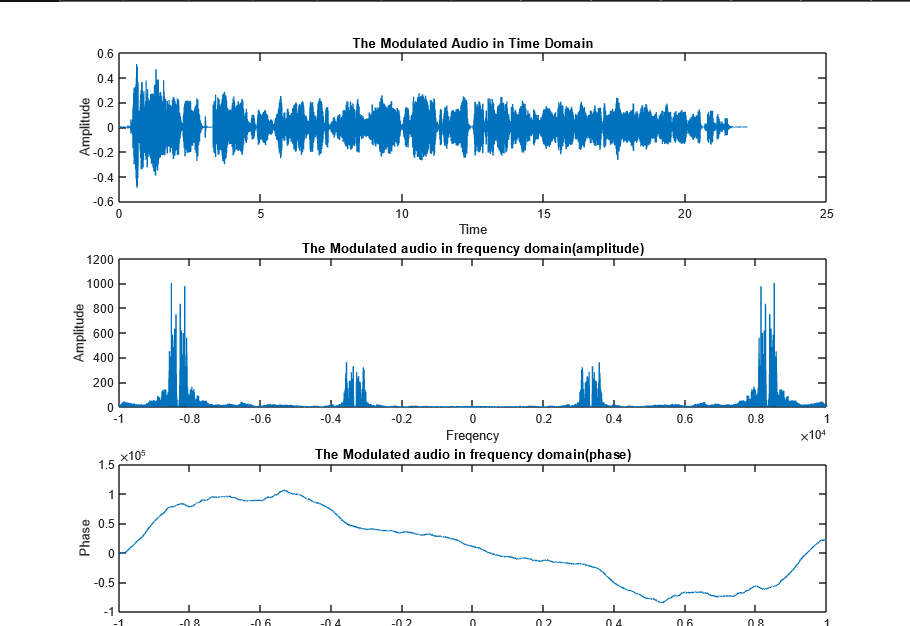 The Modulated Audio in Time Domain
0.6
0.4
0.2
0
-0.2
-0.4
-0.6
Amplitude
0 5 10 15 20 25
Time
The Modulated audio in frequency domain(amplitude)
1200
1000
800
600
400
200
0
Amplitude
-1 -0.8 -0.6 -0.4 -0.2 0 0.2 0.4 0.6 0.8 1
Freqency
×10⁴
The Modulated audio in frequency domain(phase)
×10⁵
1.5
1
0.5
0
-0.5
-1
Phase
-1 -0.8 -0.6 -0.4 -0.2 0 0.2 0.4 0.6 0.8 1